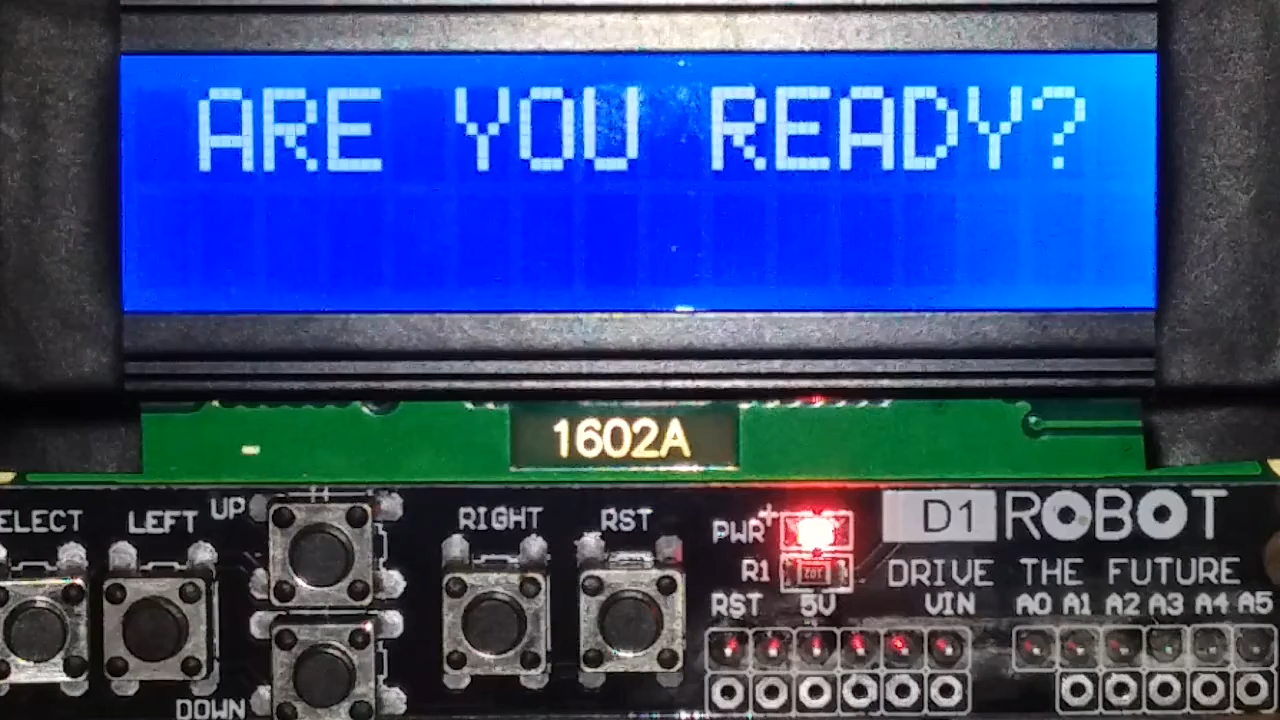 ARE YOU READY?
1602A
ELECT LEFT UP RIGHT RST PWR + D1 ROBOT
R1 102 DRIVE THE FUTURE
RST 5V VIN A0 A1 A2 A3 A4 A5
DOWN